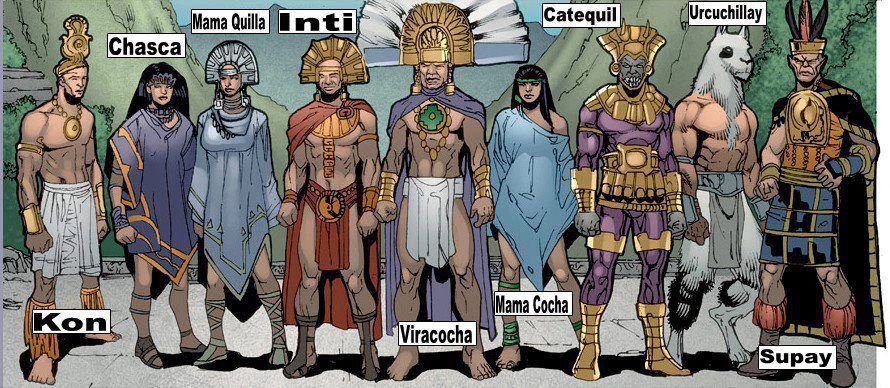 Kon
Chasca
Mama Quilla
Inti
Viracocha
Mama Cocha
Catequil
Urcuchillay
Supay